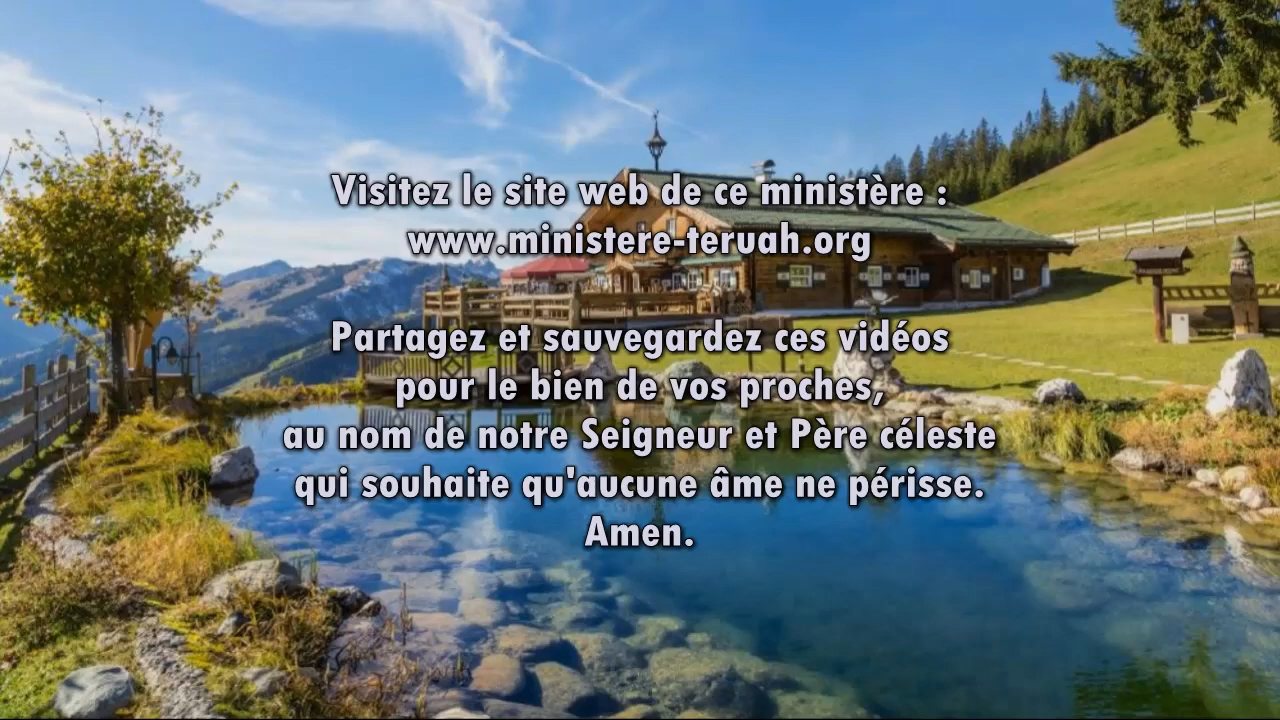 Visitez le site web de ce ministère :
www.ministere-teruah.org
Partagez et sauvegardez ces vidéos
pour le bien de vos proches,
au nom de notre Seigneur et Père céleste
qui souhaite qu'aucune âme ne périsse.
Amen.